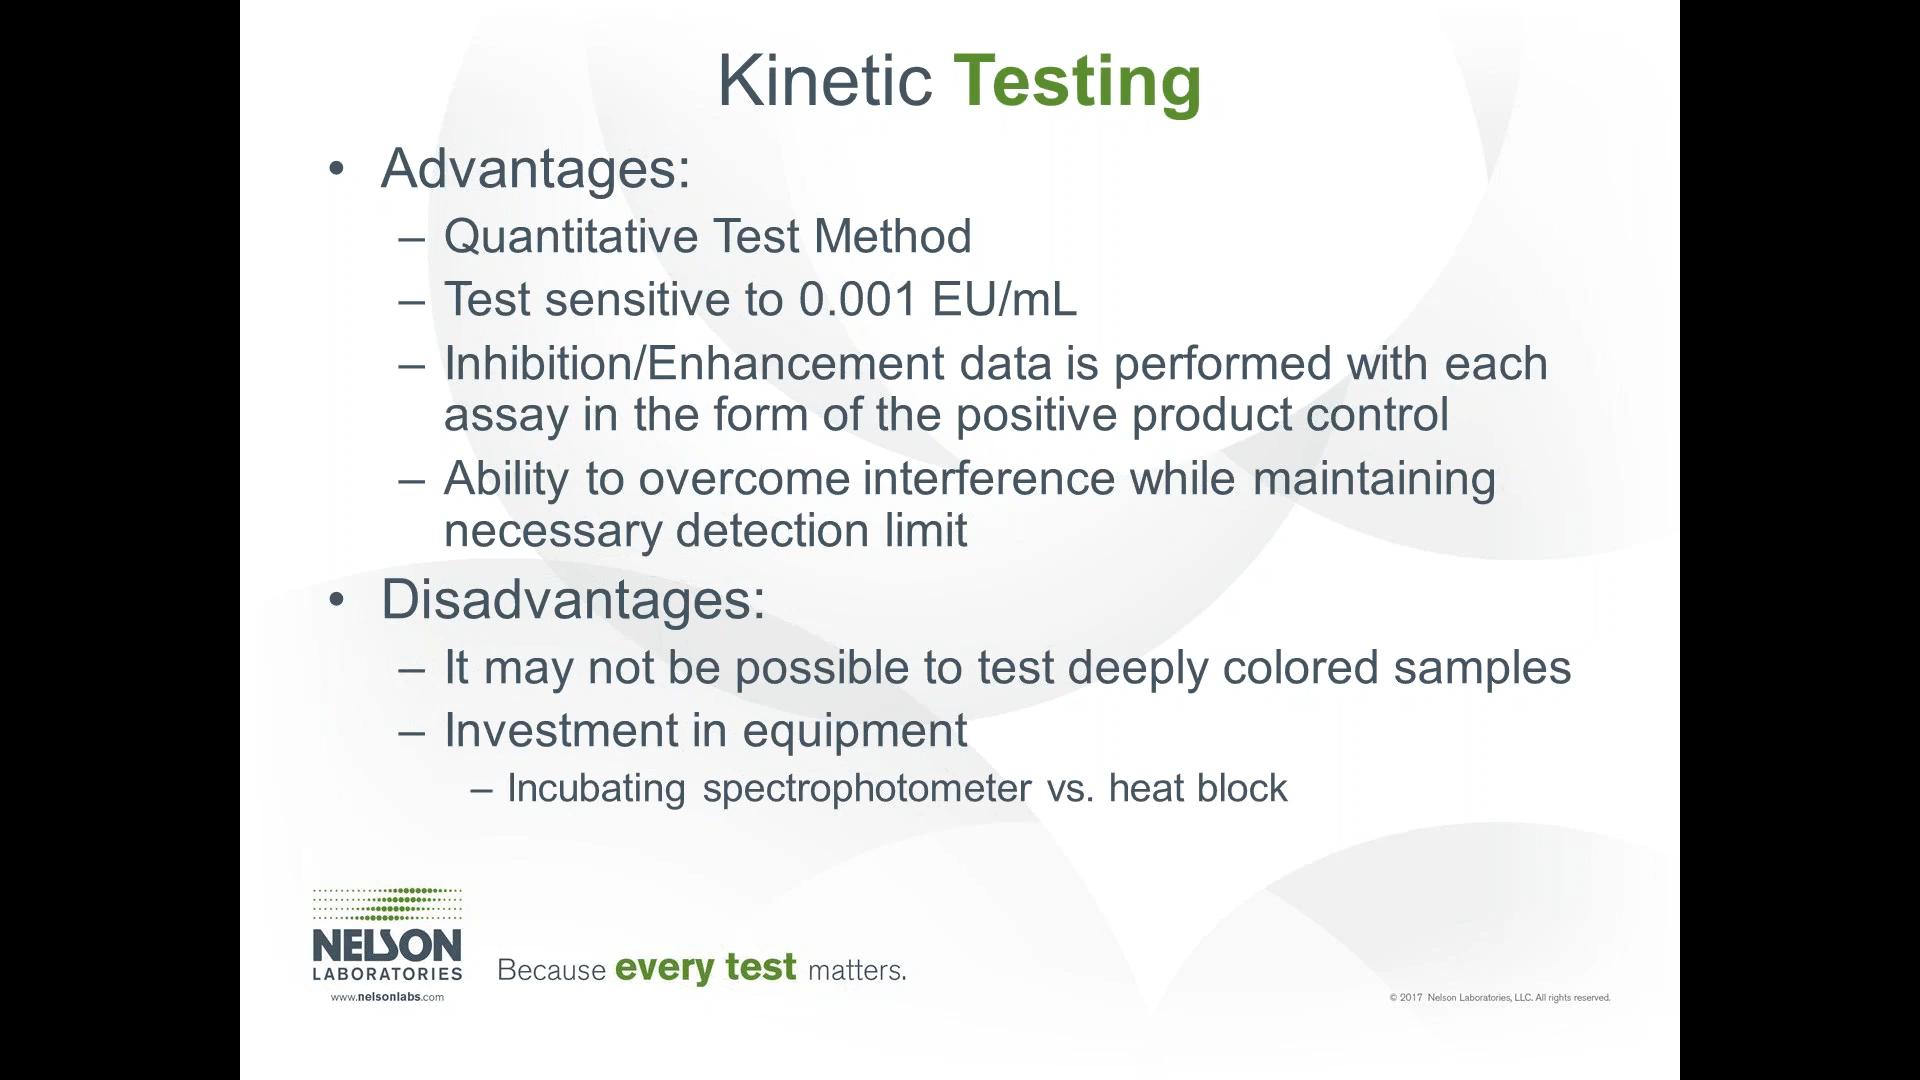 Kinetic Testing
• Advantages:
– Quantitative Test Method
– Test sensitive to 0.001 EU/mL
– Inhibition/Enhancement data is performed with each
assay in the form of the positive product control
– Ability to overcome interference while maintaining
necessary detection limit
• Disadvantages:
– It may not be possible to test deeply colored samples
– Investment in equipment
– Incubating spectrophotometer vs. heat block
NELSON
LABORATORIES
www.nelsonlabs.com
Because every test matters.
© 2017 Nelson Laboratories, LLC. All rights reserved.